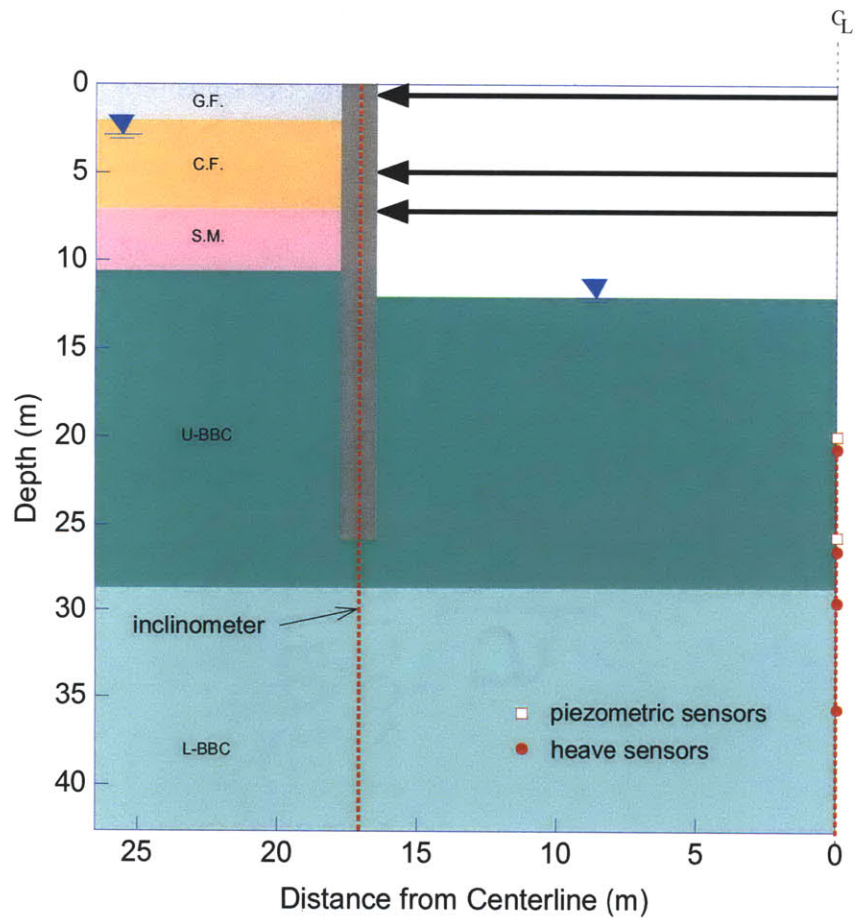 CL
0
G.F.
C.F.
5
S.M.
10
15
Depth (m)
U-BBC
20
25
30
inclinometer
35
piezometric sensors
heave sensors
L-BBC
40
25 20 15 10 5 0
Distance from Centerline (m)